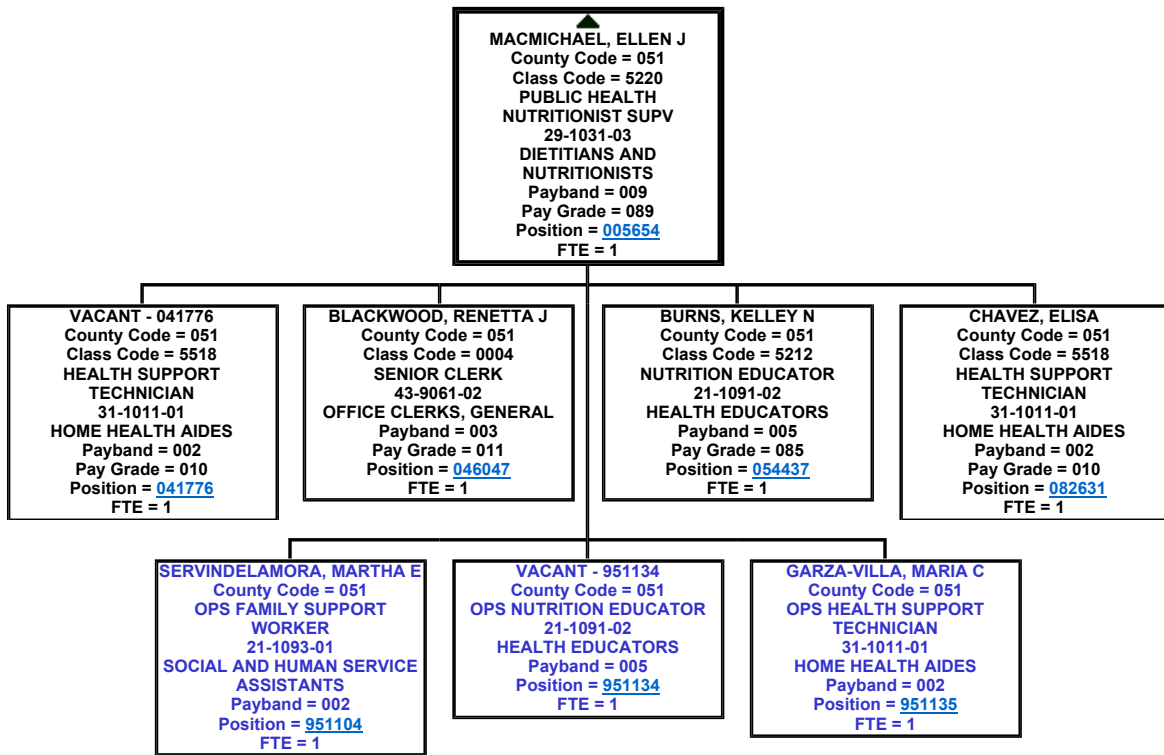 MACMICHAEL, ELLEN J
County Code = 051
Class Code = 5220
PUBLIC HEALTH
NUTRITIONIST SUPV
29-1031-03
DIETITIANS AND
NUTRITIONISTS
Payband = 009
Pay Grade = 089
Position = 005654
FTE = 1
VACANT - 041776
County Code = 051
Class Code = 5518
HEALTH SUPPORT
TECHNICIAN
31-1011-01
HOME HEALTH AIDES
Payband = 002
Pay Grade = 010
Position = 041776
FTE = 1
BLACKWOOD, RENETTA J
County Code = 051
Class Code = 0004
SENIOR CLERK
43-9061-02
OFFICE CLERKS, GENERAL
Payband = 003
Pay Grade = 011
Position = 046047
FTE = 1
BURNS, KELLEY N
County Code = 051
Class Code = 5212
NUTRITION EDUCATOR
21-1091-02
HEALTH EDUCATORS
Payband = 005
Pay Grade = 085
Position = 054437
FTE = 1
CHAVEZ, ELISA
County Code = 051
Class Code = 5518
HEALTH SUPPORT
TECHNICIAN
31-1011-01
HOME HEALTH AIDES
Payband = 002
Pay Grade = 010
Position = 082631
FTE = 1
SERVINDELAMORA, MARTHA E
County Code = 051
OPS FAMILY SUPPORT
WORKER
21-1093-01
SOCIAL AND HUMAN SERVICE
ASSISTANTS
Payband = 002
Position = 951104
FTE = 1
VACANT - 951134
County Code = 051
OPS NUTRITION EDUCATOR
21-1091-02
HEALTH EDUCATORS
Payband = 005
Position = 951134
FTE = 1
GARZA-VILLA, MARIA C
County Code = 051
OPS HEALTH SUPPORT
TECHNICIAN
31-1011-01
HOME HEALTH AIDES
Payband = 002
Position = 951135
FTE = 1